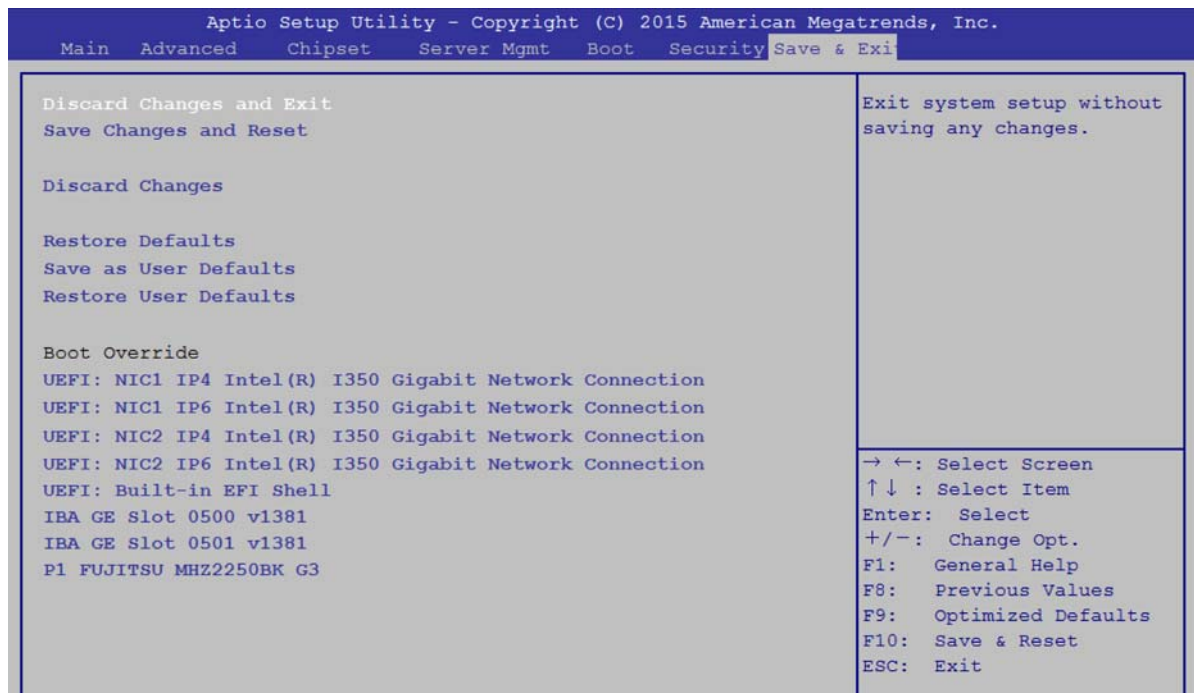 Aptio Setup Utility - Copyright (C) 2015 American Megatrends, Inc.
Main Advanced Chipset Server Mgmt Boot Security Save & Exi
Discard Changes and Exit
Save Changes and Reset
Discard Changes
Restore Defaults
Save as User Defaults
Restore User Defaults
Boot Override
UEFI: NIC1 IP4 Intel(R) I350 Gigabit Network Connection
UEFI: NIC1 IP6 Intel(R) I350 Gigabit Network Connection
UEFI: NIC2 IP4 Intel(R) I350 Gigabit Network Connection
UEFI: NIC2 IP6 Intel(R) I350 Gigabit Network Connection
UEFI: Built-in EFI Shell
IBA GE Slot 0500 v1381
IBA GE Slot 0501 v1381
P1 FUJITSU MHZ2250BK G3
Exit system setup without
saving any changes.
→ ←: Select Screen
↑↓ : Select Item
Enter: Select
+/-: Change Opt.
F1: General Help
F8: Previous Values
F9: Optimized Defaults
F10: Save & Reset
ESC: Exit